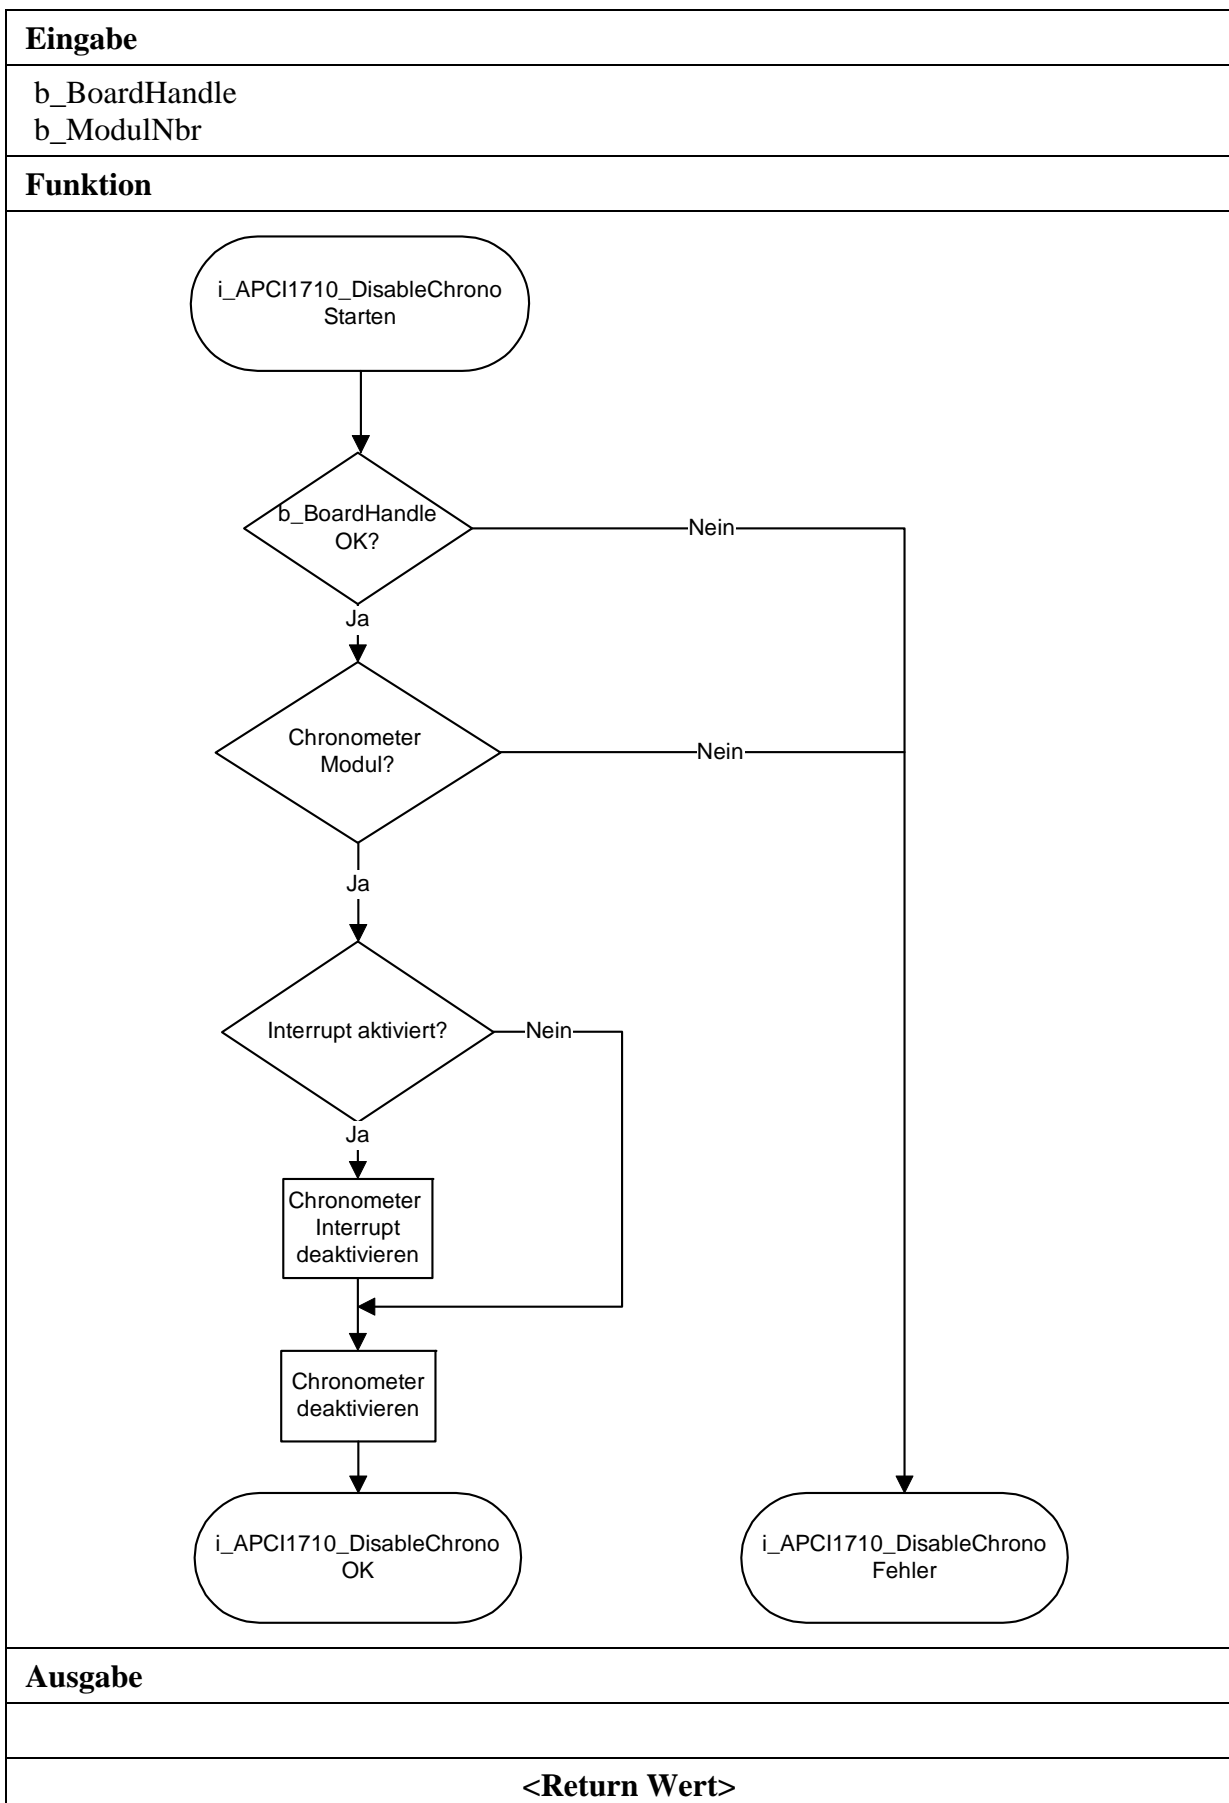 Eingabe
b_BoardHandle
b_ModulNbr
Funktion
i_APCI1710_DisableChrono
Starten
b_BoardHandle
OK?
Nein
Ja
Chronometer
Modul?
Nein
Ja
Interrupt aktiviert?
Nein
Ja
Chronometer
Interrupt
deaktivieren
Chronometer
deaktivieren
i_APCI1710_DisableChrono
OK
i_APCI1710_DisableChrono
Fehler
Ausgabe
<Return Wert>